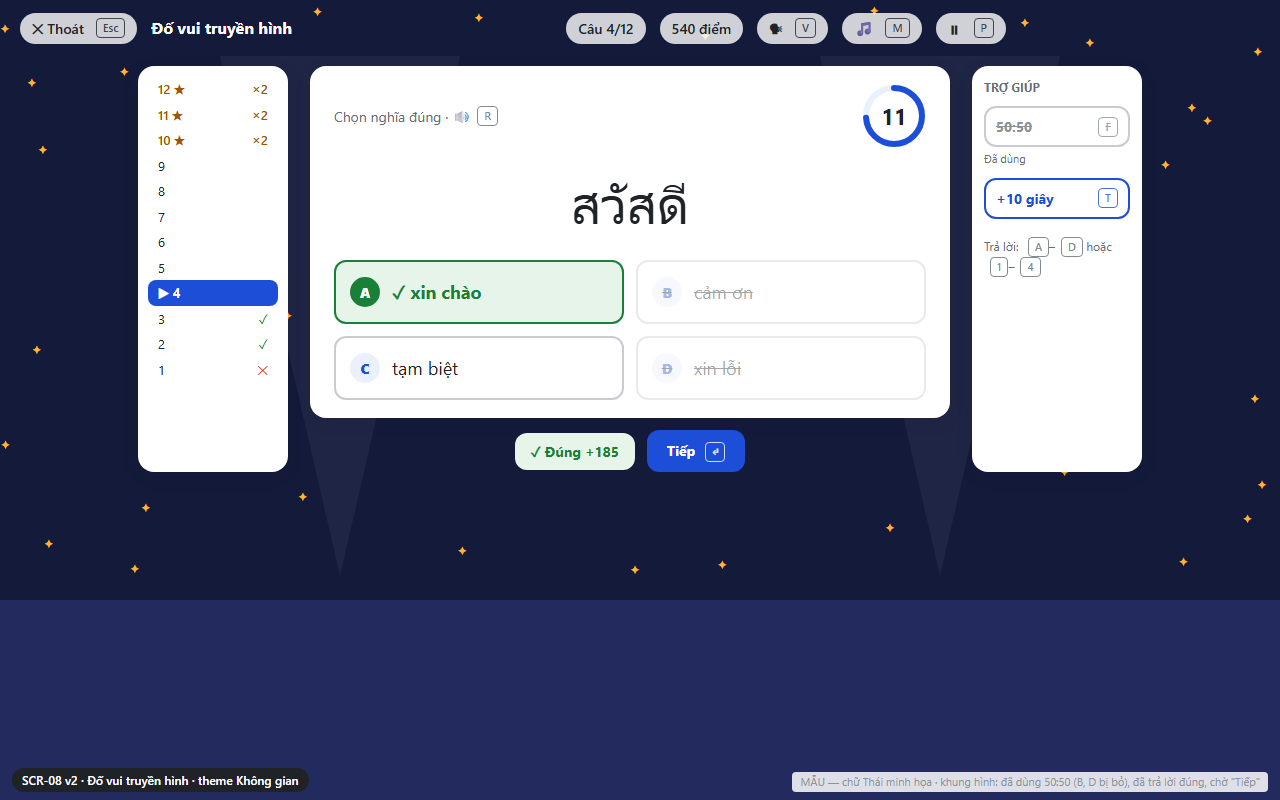 ✕ Thoát Esc Đố vui truyền hình Câu 4/12 540 điểm V M P
12 ★ ×2
11 ★ ×2
10 ★ ×2
9
8
7
6
5
▶ 4
3 ✓
2 ✓
1 ✕
Chọn nghĩa đúng · R
11
สวัสดี
A ✓ xin chào
B cảm ơn
C tạm biệt
D xin lỗi
✓ Đúng +185
Tiếp
TRỢ GIÚP
50:50 F
Đã dùng
+10 giây T
Trả lời: A – D hoặc
1 – 4
SCR-08 v2 · Đố vui truyền hình · theme Không gian
MẪU — chữ Thái minh họa · khung hình: đã dùng 50:50 (B, D bị bỏ), đã trả lời đúng, chờ "Tiếp"